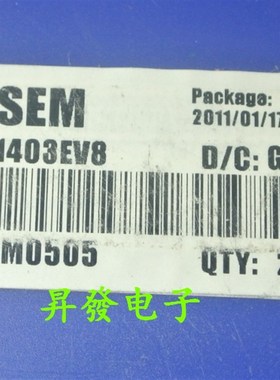 SEM
Package:
2011/01/17
1403EV8
D/C: G
M0505
QTY:
昇發电子